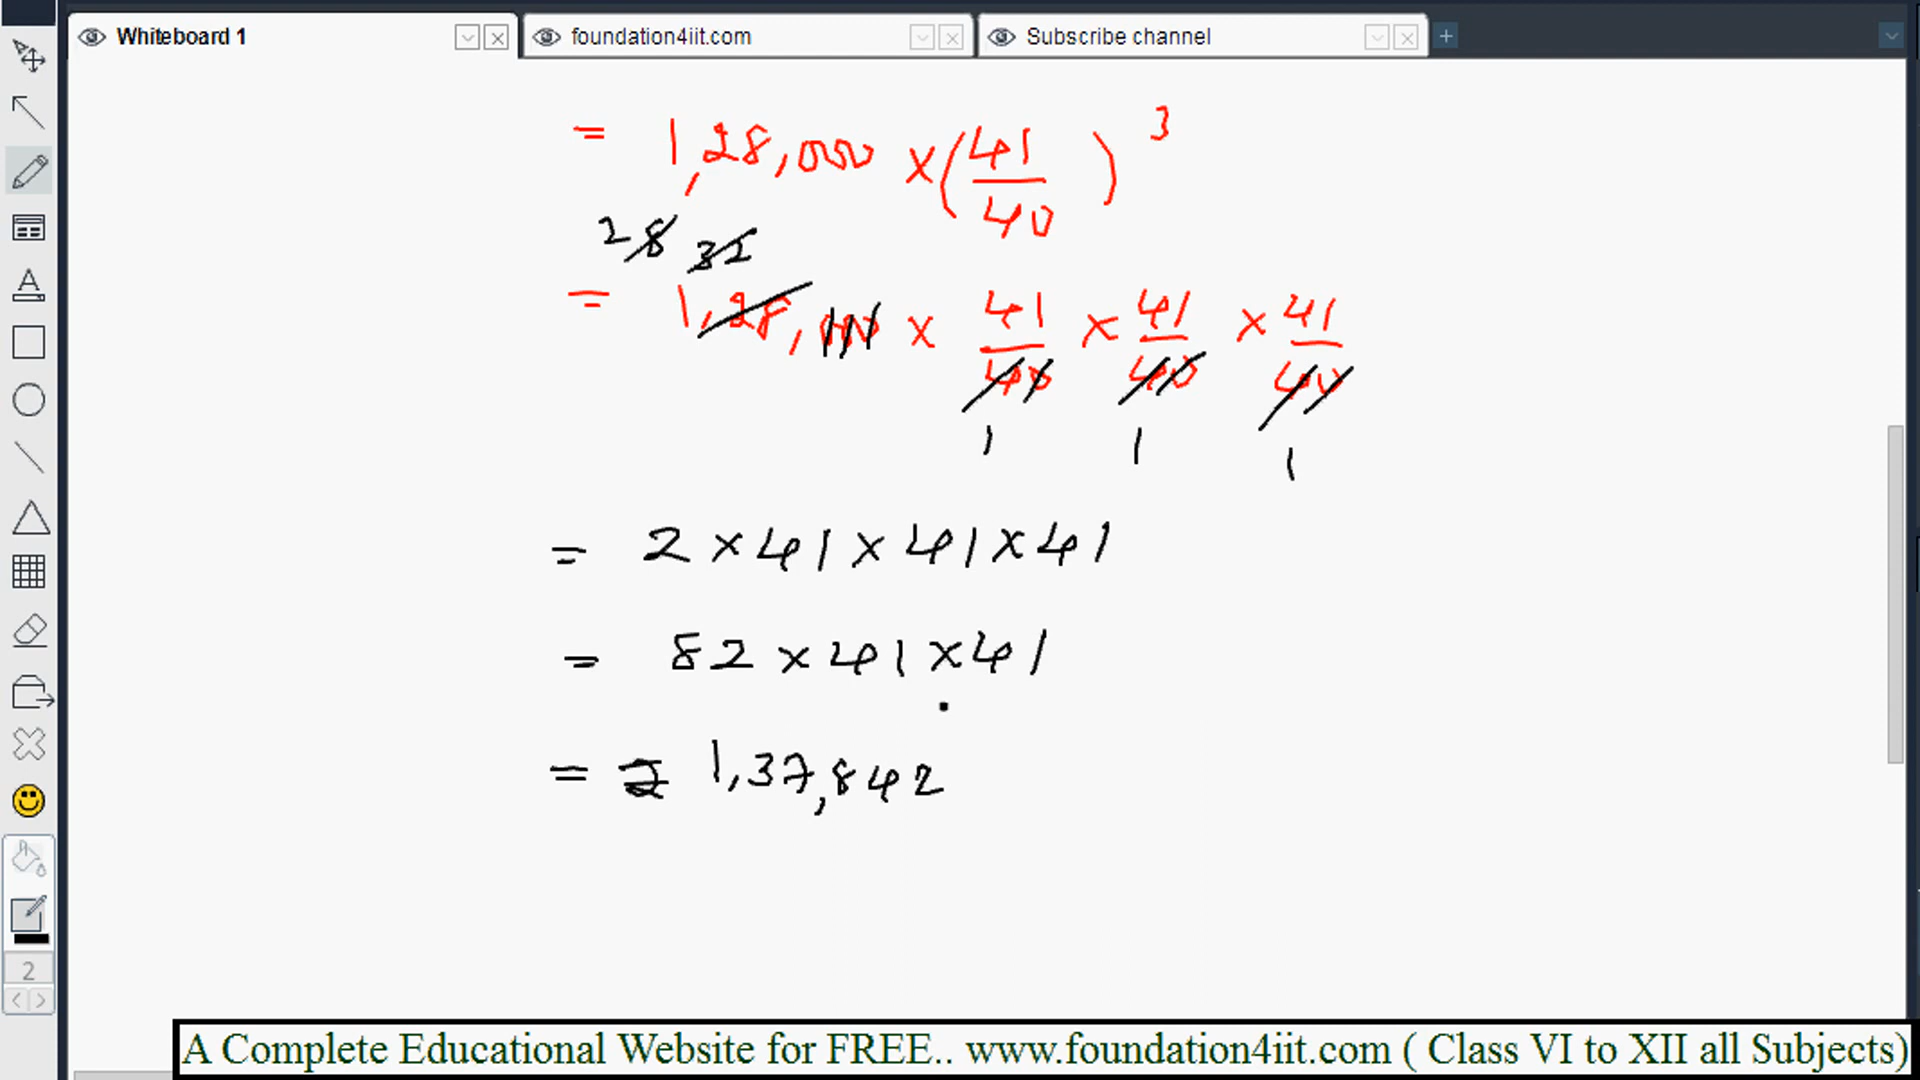 Whiteboard 1 foundation4iit.com Subscribe channel
= 1,28,000 × (41/40)^3
2 8 32
= 1,28,000 × 41/40 × 41/40 × 41/40
1 1 1
= 2 × 41 × 41 × 41
= 82 × 41 × 41
= 1,37,842
2
A Complete Educational Website for FREE.. www.foundation4iit.com ( Class VI to XII all Subjects)